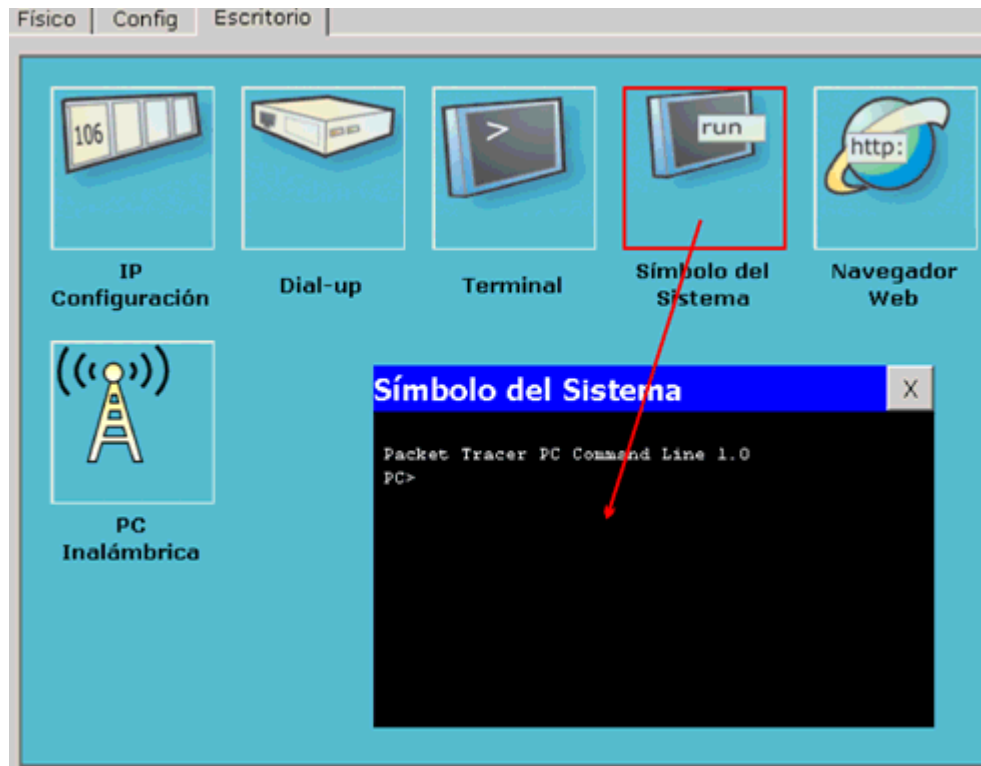 Físico Config Escritorio
106
>
run
http:
IP
Configuración
Dial-up
Terminal
Símbolo del
Sistema
Navegador
Web
PC
Inalámbrica
Símbolo del Sistema X
Packet Tracer PC Command Line 1.0
PC>